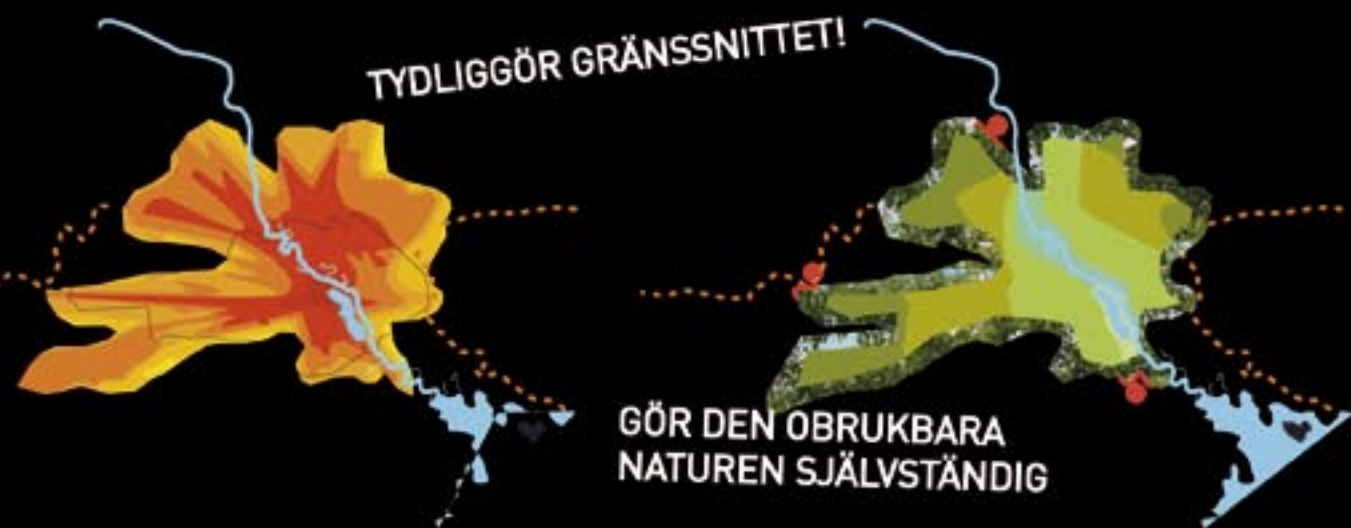 TYDLIGGÖR GRÄNSSNITTET!
GÖR DEN OBRUKBARA
NATUREN SJÄLVSTÄNDIG